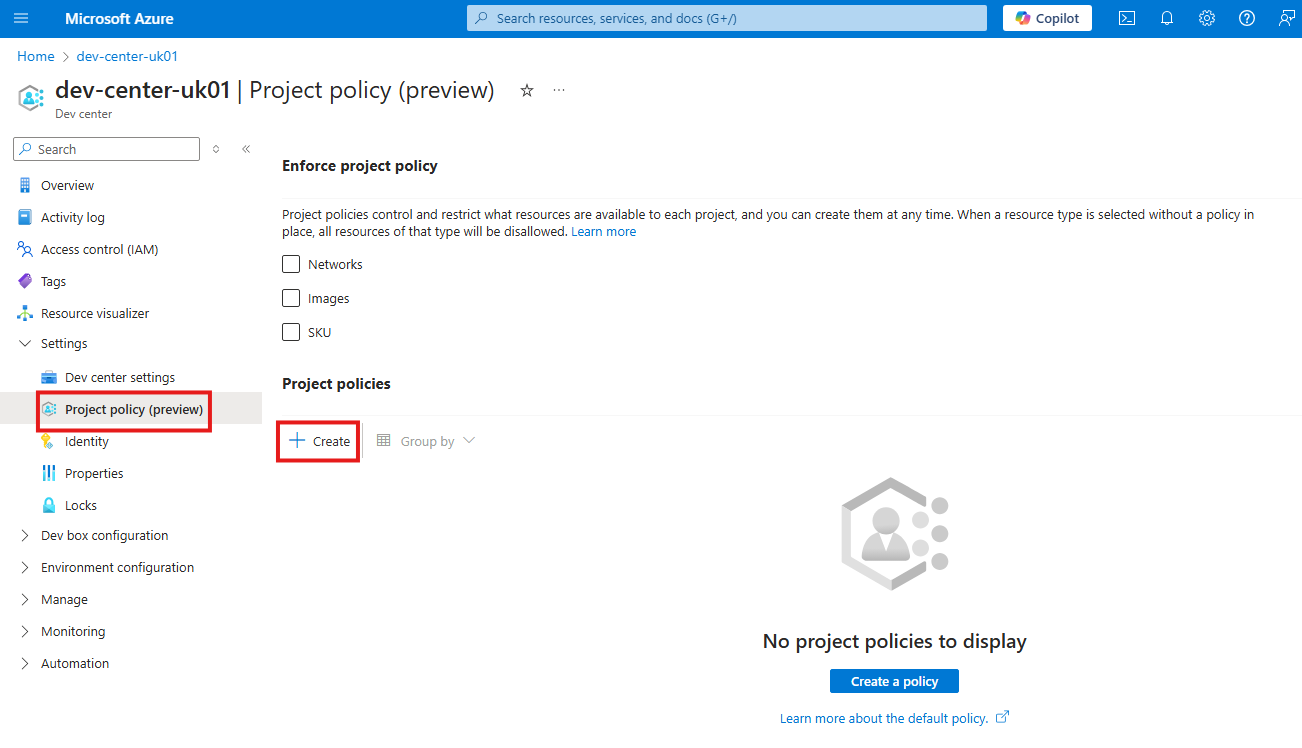 Microsoft Azure
Search resources, services, and docs (G+/)
Copilot
Home > dev-center-uk01
dev-center-uk01 | Project policy (preview)
Dev center
Search
Overview
Activity log
Access control (IAM)
Tags
Resource visualizer
Settings
Dev center settings
Project policy (preview)
Identity
Properties
Locks
Dev box configuration
Environment configuration
Manage
Monitoring
Automation
Enforce project policy
Project policies control and restrict what resources are available to each project, and you can create them at any time. When a resource type is selected without a policy in
place, all resources of that type will be disallowed. Learn more
Networks
Images
SKU
Project policies
Create
Group by
No project policies to display
Create a policy
Learn more about the default policy.